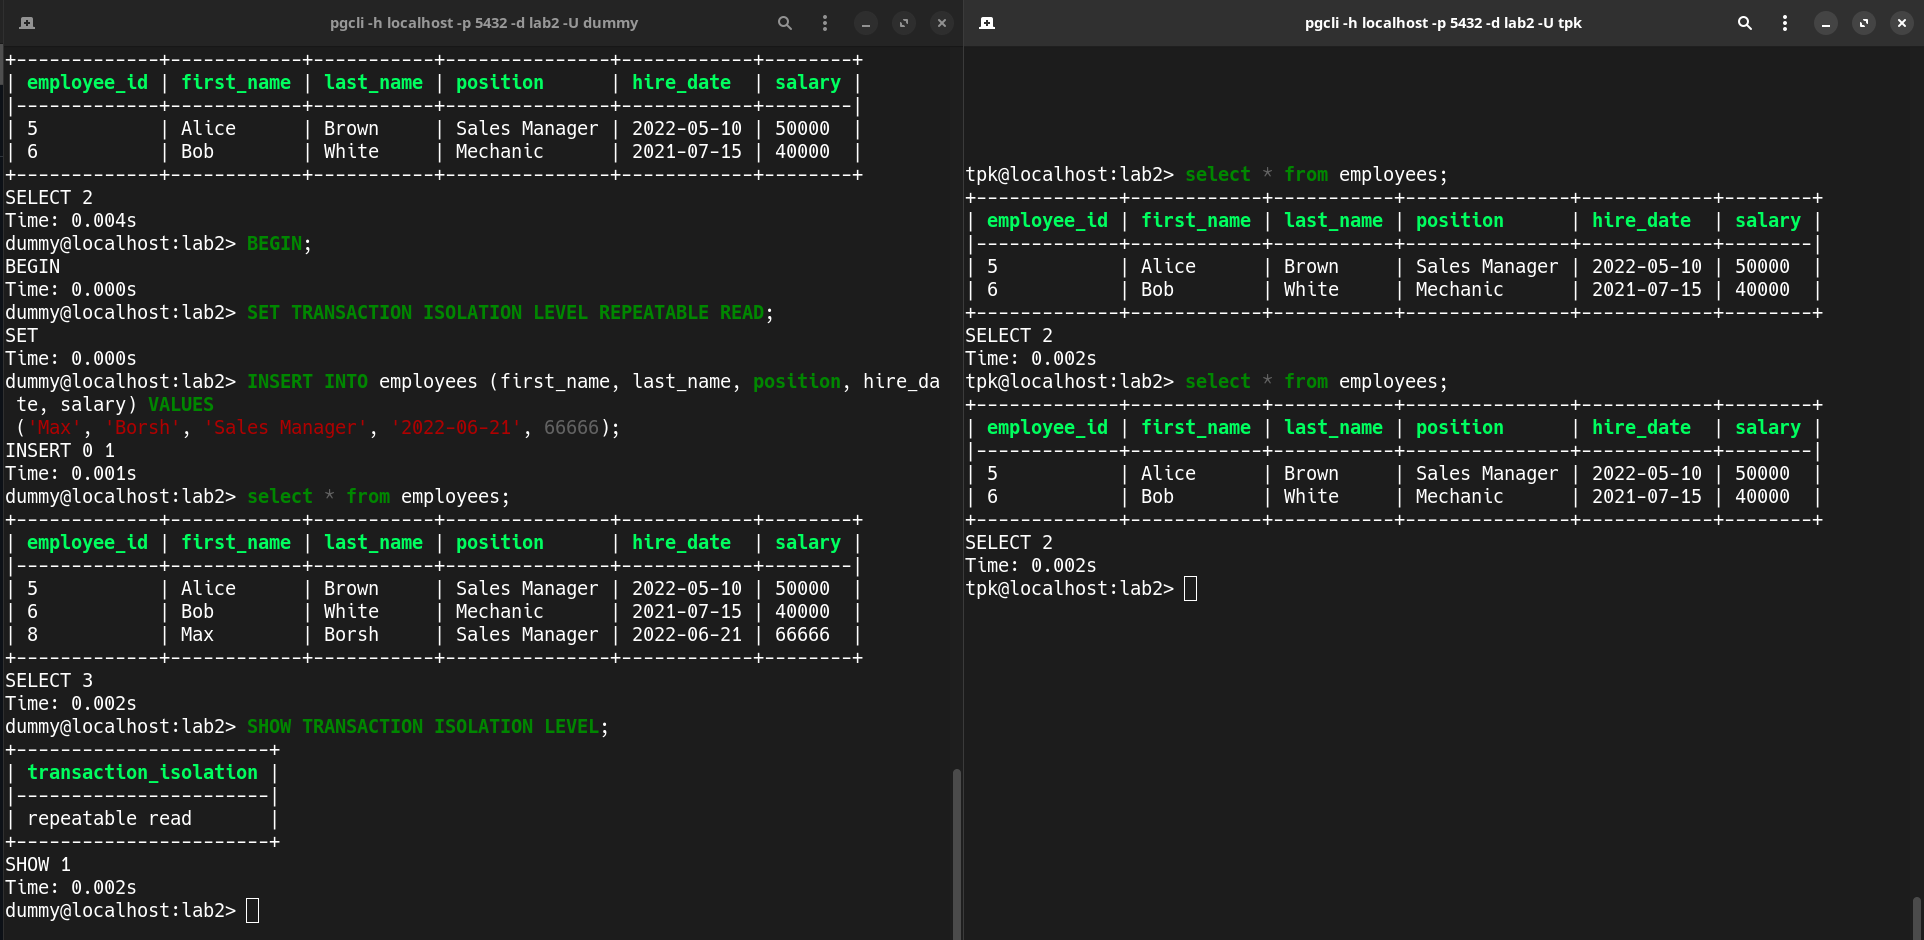 pgcli -h localhost -p 5432 -d lab2 -U dummy
+-------------+------------+-----------+---------------+------------+--------+
| employee_id | first_name | last_name | position      | hire_date  | salary |
|-------------+------------+-----------+---------------+------------+--------|
| 5           | Alice      | Brown     | Sales Manager | 2022-05-10 | 50000  |
| 6           | Bob        | White     | Mechanic      | 2021-07-15 | 40000  |
+-------------+------------+-----------+---------------+------------+--------+
SELECT 2
Time: 0.004s
dummy@localhost:lab2> BEGIN;
BEGIN
Time: 0.000s
dummy@localhost:lab2> SET TRANSACTION ISOLATION LEVEL REPEATABLE READ;
SET
Time: 0.000s
dummy@localhost:lab2> INSERT INTO employees (first_name, last_name, position, hire_da
te, salary) VALUES
('Max', 'Borsh', 'Sales Manager', '2022-06-21', 66666);
INSERT 0 1
Time: 0.001s
dummy@localhost:lab2> select * from employees;
+-------------+------------+-----------+---------------+------------+--------+
| employee_id | first_name | last_name | position      | hire_date  | salary |
|-------------+------------+-----------+---------------+------------+--------|
| 5           | Alice      | Brown     | Sales Manager | 2022-05-10 | 50000  |
| 6           | Bob        | White     | Mechanic      | 2021-07-15 | 40000  |
| 8           | Max        | Borsh     | Sales Manager | 2022-06-21 | 66666  |
+-------------+------------+-----------+---------------+------------+--------+
SELECT 3
Time: 0.002s
dummy@localhost:lab2> SHOW TRANSACTION ISOLATION LEVEL;
+-----------------------+
| transaction_isolation |
|-----------------------|
| repeatable read       |
+-----------------------+
SHOW 1
Time: 0.002s
dummy@localhost:lab2>
pgcli -h localhost -p 5432 -d lab2 -U tpk
tpk@localhost:lab2> select * from employees;
+-------------+------------+-----------+---------------+------------+--------+
| employee_id | first_name | last_name | position      | hire_date  | salary |
|-------------+------------+-----------+---------------+------------+--------|
| 5           | Alice      | Brown     | Sales Manager | 2022-05-10 | 50000  |
| 6           | Bob        | White     | Mechanic      | 2021-07-15 | 40000  |
+-------------+------------+-----------+---------------+------------+--------+
SELECT 2
Time: 0.002s
tpk@localhost:lab2> select * from employees;
+-------------+------------+-----------+---------------+------------+--------+
| employee_id | first_name | last_name | position      | hire_date  | salary |
|-------------+------------+-----------+---------------+------------+--------|
| 5           | Alice      | Brown     | Sales Manager | 2022-05-10 | 50000  |
| 6           | Bob        | White     | Mechanic      | 2021-07-15 | 40000  |
+-------------+------------+-----------+---------------+------------+--------+
SELECT 2
Time: 0.002s
tpk@localhost:lab2>